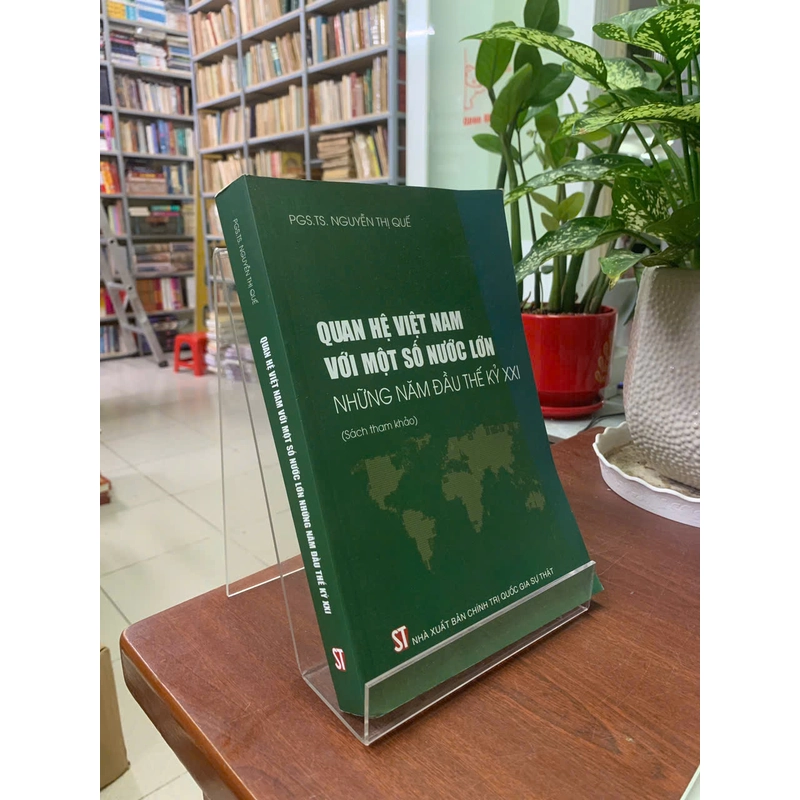 PGS.TS. NGUYỄN THỊ QUẾ
QUAN HỆ VIỆT NAM
VỚI MỘT SỐ NƯỚC LỚN
NHỮNG NĂM ĐẦU THẾ KỶ XXI
(Sách tham khảo)
ST NHÀ XUẤT BẢN CHÍNH TRỊ QUỐC GIA SỰ THẬT
PGS.TS. NGUYỄN THỊ QUẾ
QUAN HỆ VIỆT NAM VỚI MỘT SỐ NƯỚC LỚN NHỮNG NĂM ĐẦU THẾ KỶ XXI
ST